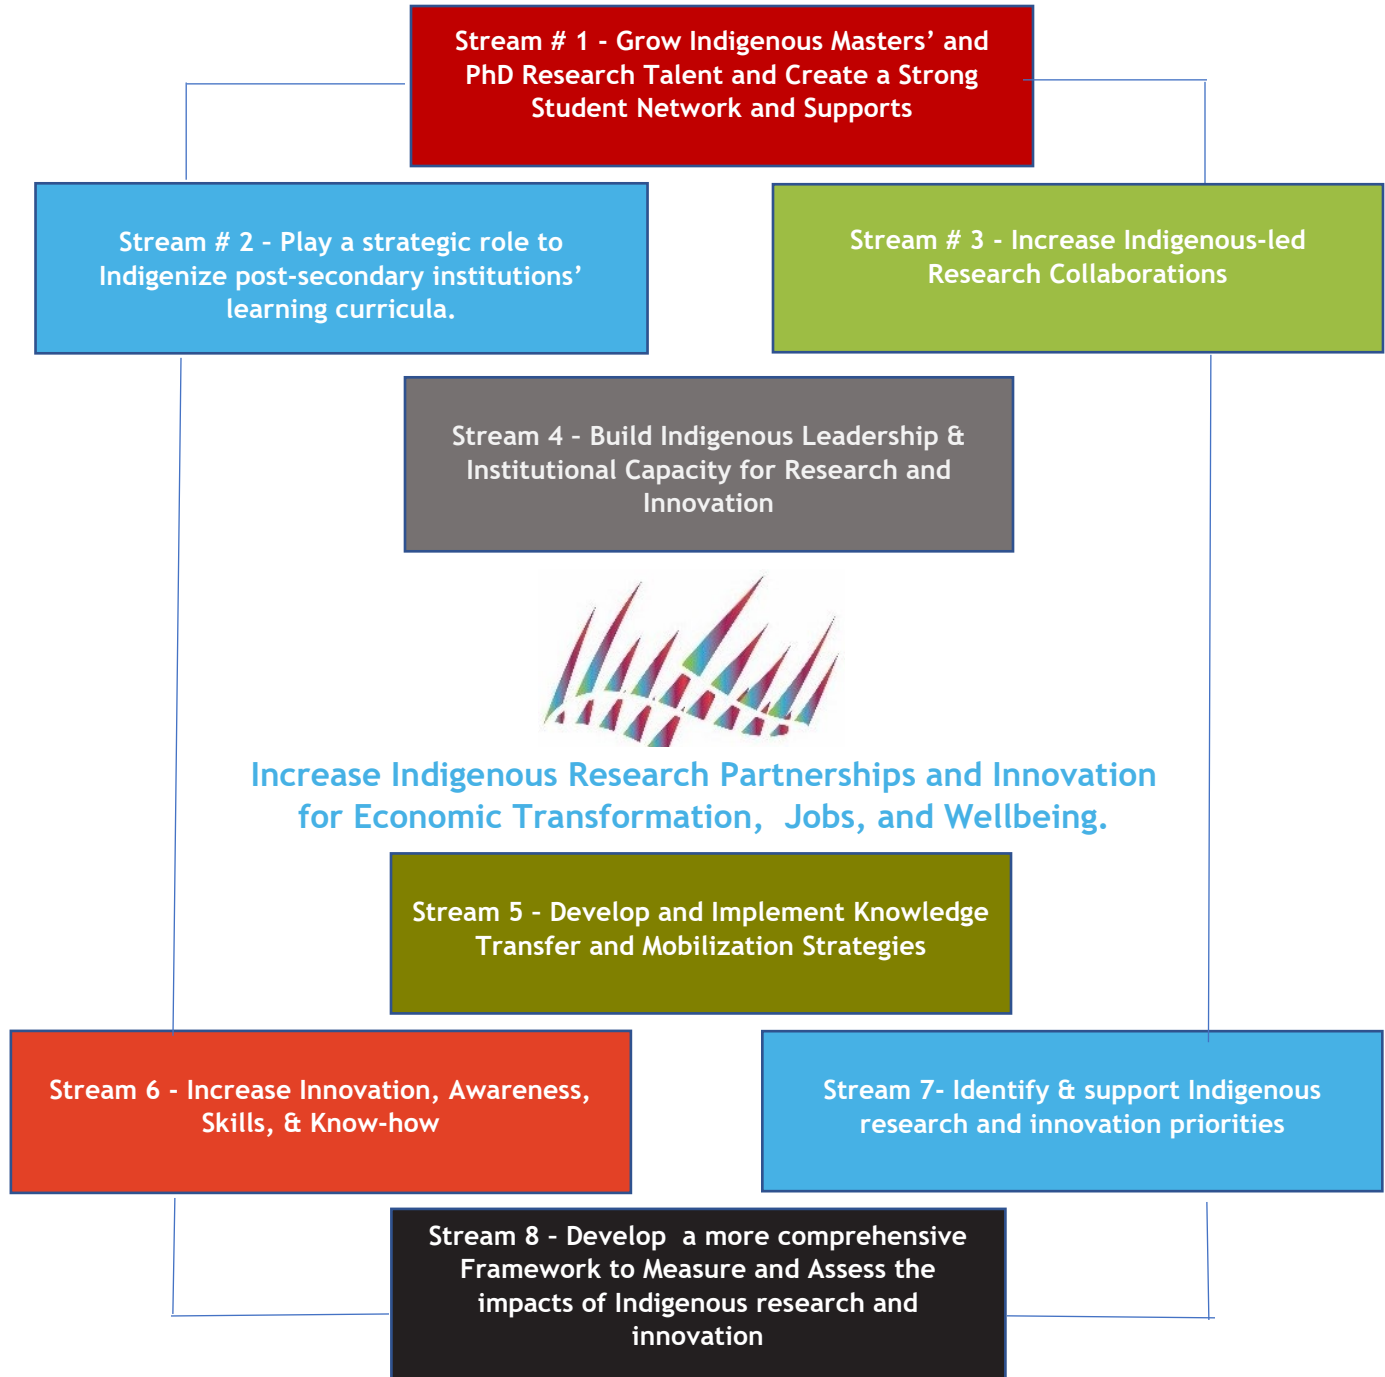 Stream # 1 - Grow Indigenous Masters’ and
PhD Research Talent and Create a Strong
Student Network and Supports
Stream # 2 – Play a strategic role to
Indigenize post-secondary institutions’
learning curricula.
Stream # 3 - Increase Indigenous-led
Research Collaborations
Stream 4 – Build Indigenous Leadership &
Institutional Capacity for Research and
Innovation
Increase Indigenous Research Partnerships and Innovation
for Economic Transformation,  Jobs, and Wellbeing.
Stream 5 – Develop and Implement Knowledge
Transfer and Mobilization Strategies
Stream 6 - Increase Innovation, Awareness,
Skills, & Know-how
Stream 7- Identify & support Indigenous
research and innovation priorities
Stream 8 – Develop  a more comprehensive
Framework to Measure and Assess the
impacts of Indigenous research and
innovation